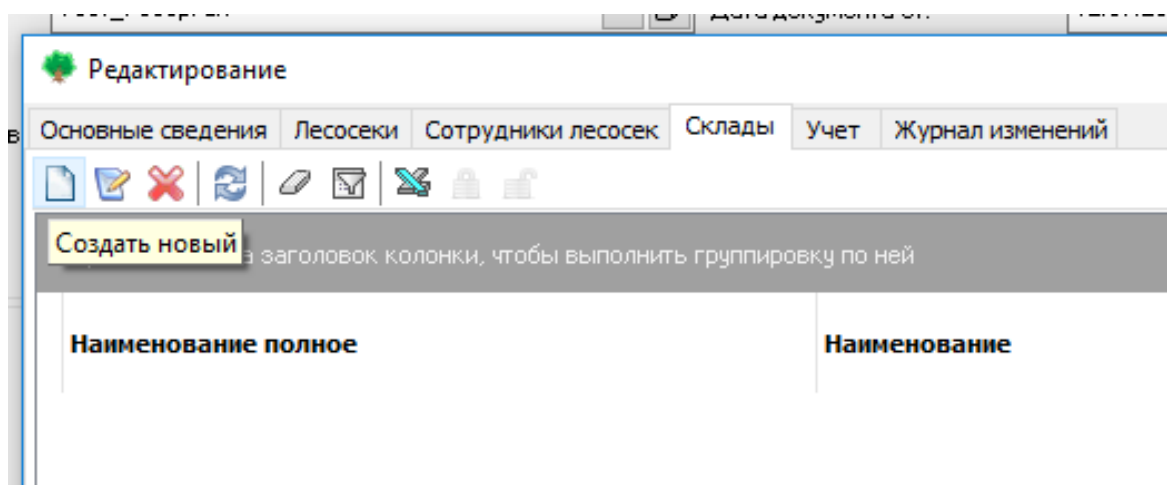 Редактирование
Основные сведения Лесосеки Сотрудники лесосек Склады Учет Журнал изменений
Создать новый
заголовок колонки, чтобы выполнить группировку по ней
Наименование полное Наименование